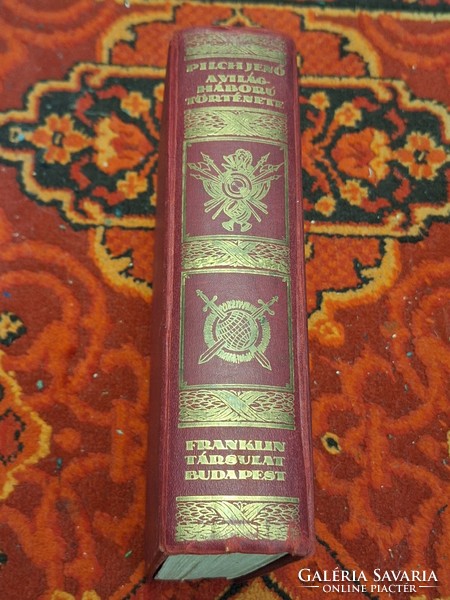 PILCH JENŐ
A VILÁG
HÁBORÚ
TÖRTÉNETE
FRANKLIN
TÁRSULAT
BUDAPEST
GALÉRIA SAVARIA
ONLINE PIACTÉR